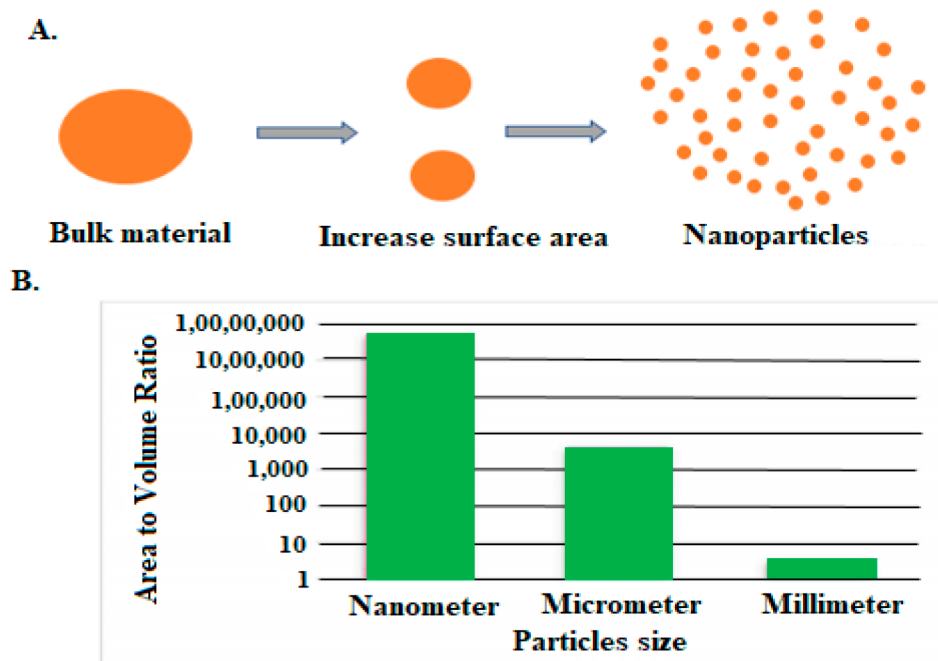 A.
Bulk material
Increase surface area
Nanoparticles
B.
Area to Volume Ratio
1,00,00,000
10,00,000
1,00,000
10,000
1,000
100
10
1
Nanometer
Micrometer
Millimeter
Particles size